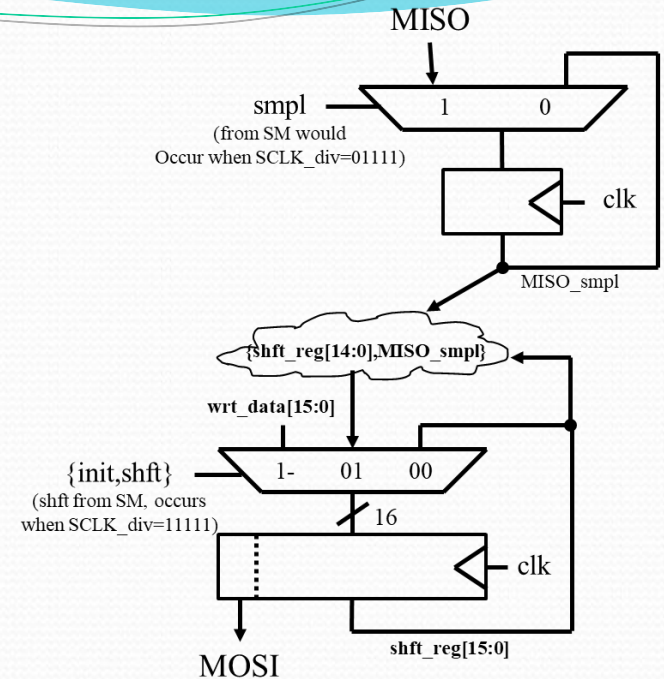 MISO
smpl
1 0
(from SM would
Occur when SCLK_div=01111)
clk
MISO_smpl
{shft_reg[14:0],MISO_smpl}
wrt_data[15:0]
{init,shft}
1- 01 00
(shft from SM, occurs
when SCLK_div=11111)
16
clk
MOSI
shft_reg[15:0]